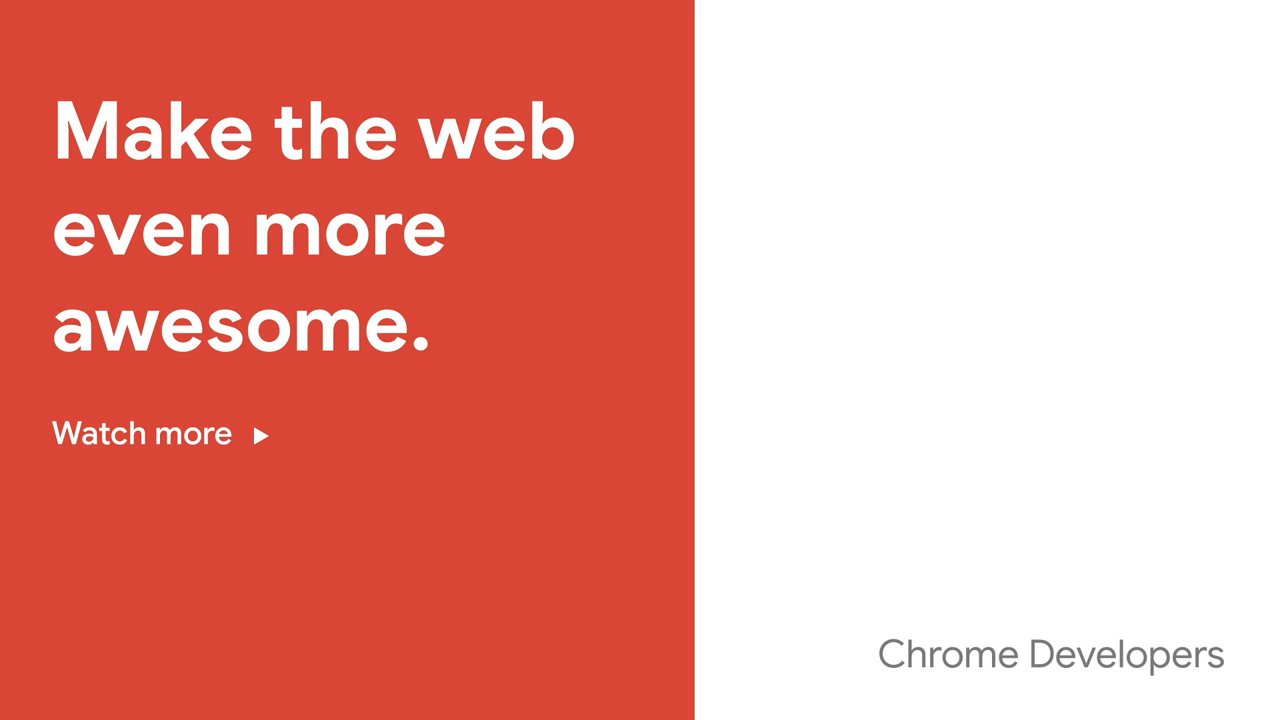 Make the web
even more
awesome.
Watch more
Chrome Developers